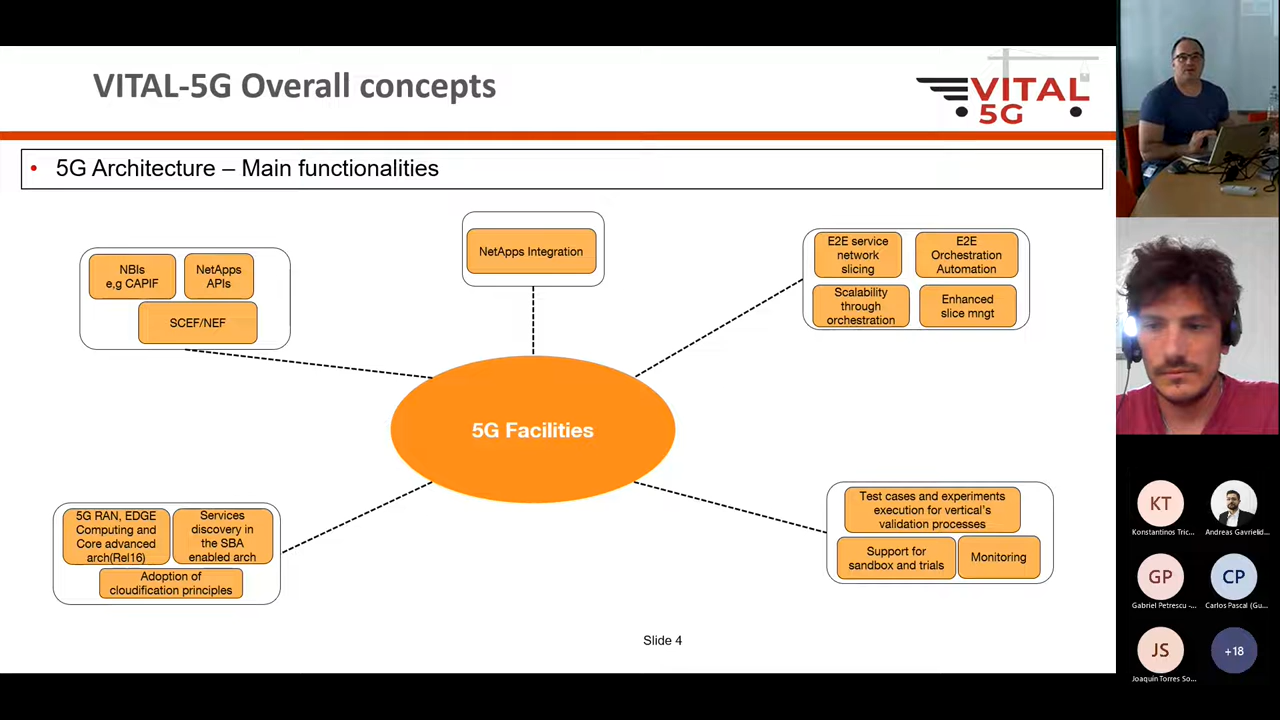 VITAL-5G Overall concepts
VITAL
5G
• 5G Architecture – Main functionalities
NBIs
e,g CAPIF
NetApps
APIs
SCEF/NEF
NetApps Integration
E2E service
network
slicing
E2E
Orchestration
Automation
Scalability
through
orchestration
Enhanced
slice mngt
5G Facilities
5G RAN, EDGE
Computing and
Core advanced
arch(Rel16)
Services
discovery in
the SBA
enabled arch
Adoption of
cloudification principles
Test cases and experiments
execution for vertical's
validation processes
Support for
sandbox and trials
Monitoring
Slide 4
KT
Konstantinos Tric...
Andreas Gavrielid...
GP
Gabriel Petrescu -...
CP
Carlos Pascal (Gu...
JS
Joaquín Torres So...
+18